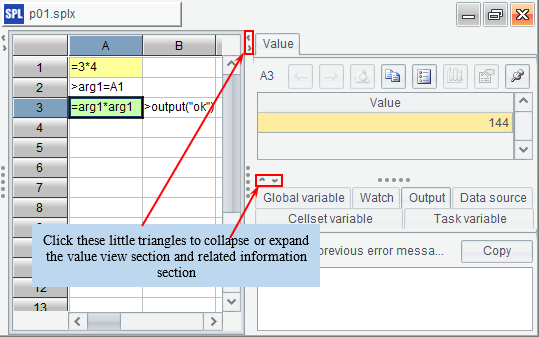 SPL p01.splx
A B
1 =3*4
2 >arg1=A1
3 =arg1*arg1 >output("ok")
4
5
6
7
8
12
13
Value
A3
Value
144
Global variable Watch Output Data source
Cellset variable Task variable
previous error messa... Copy
Click these little triangles to collapse or expand
the value view section and related information
section